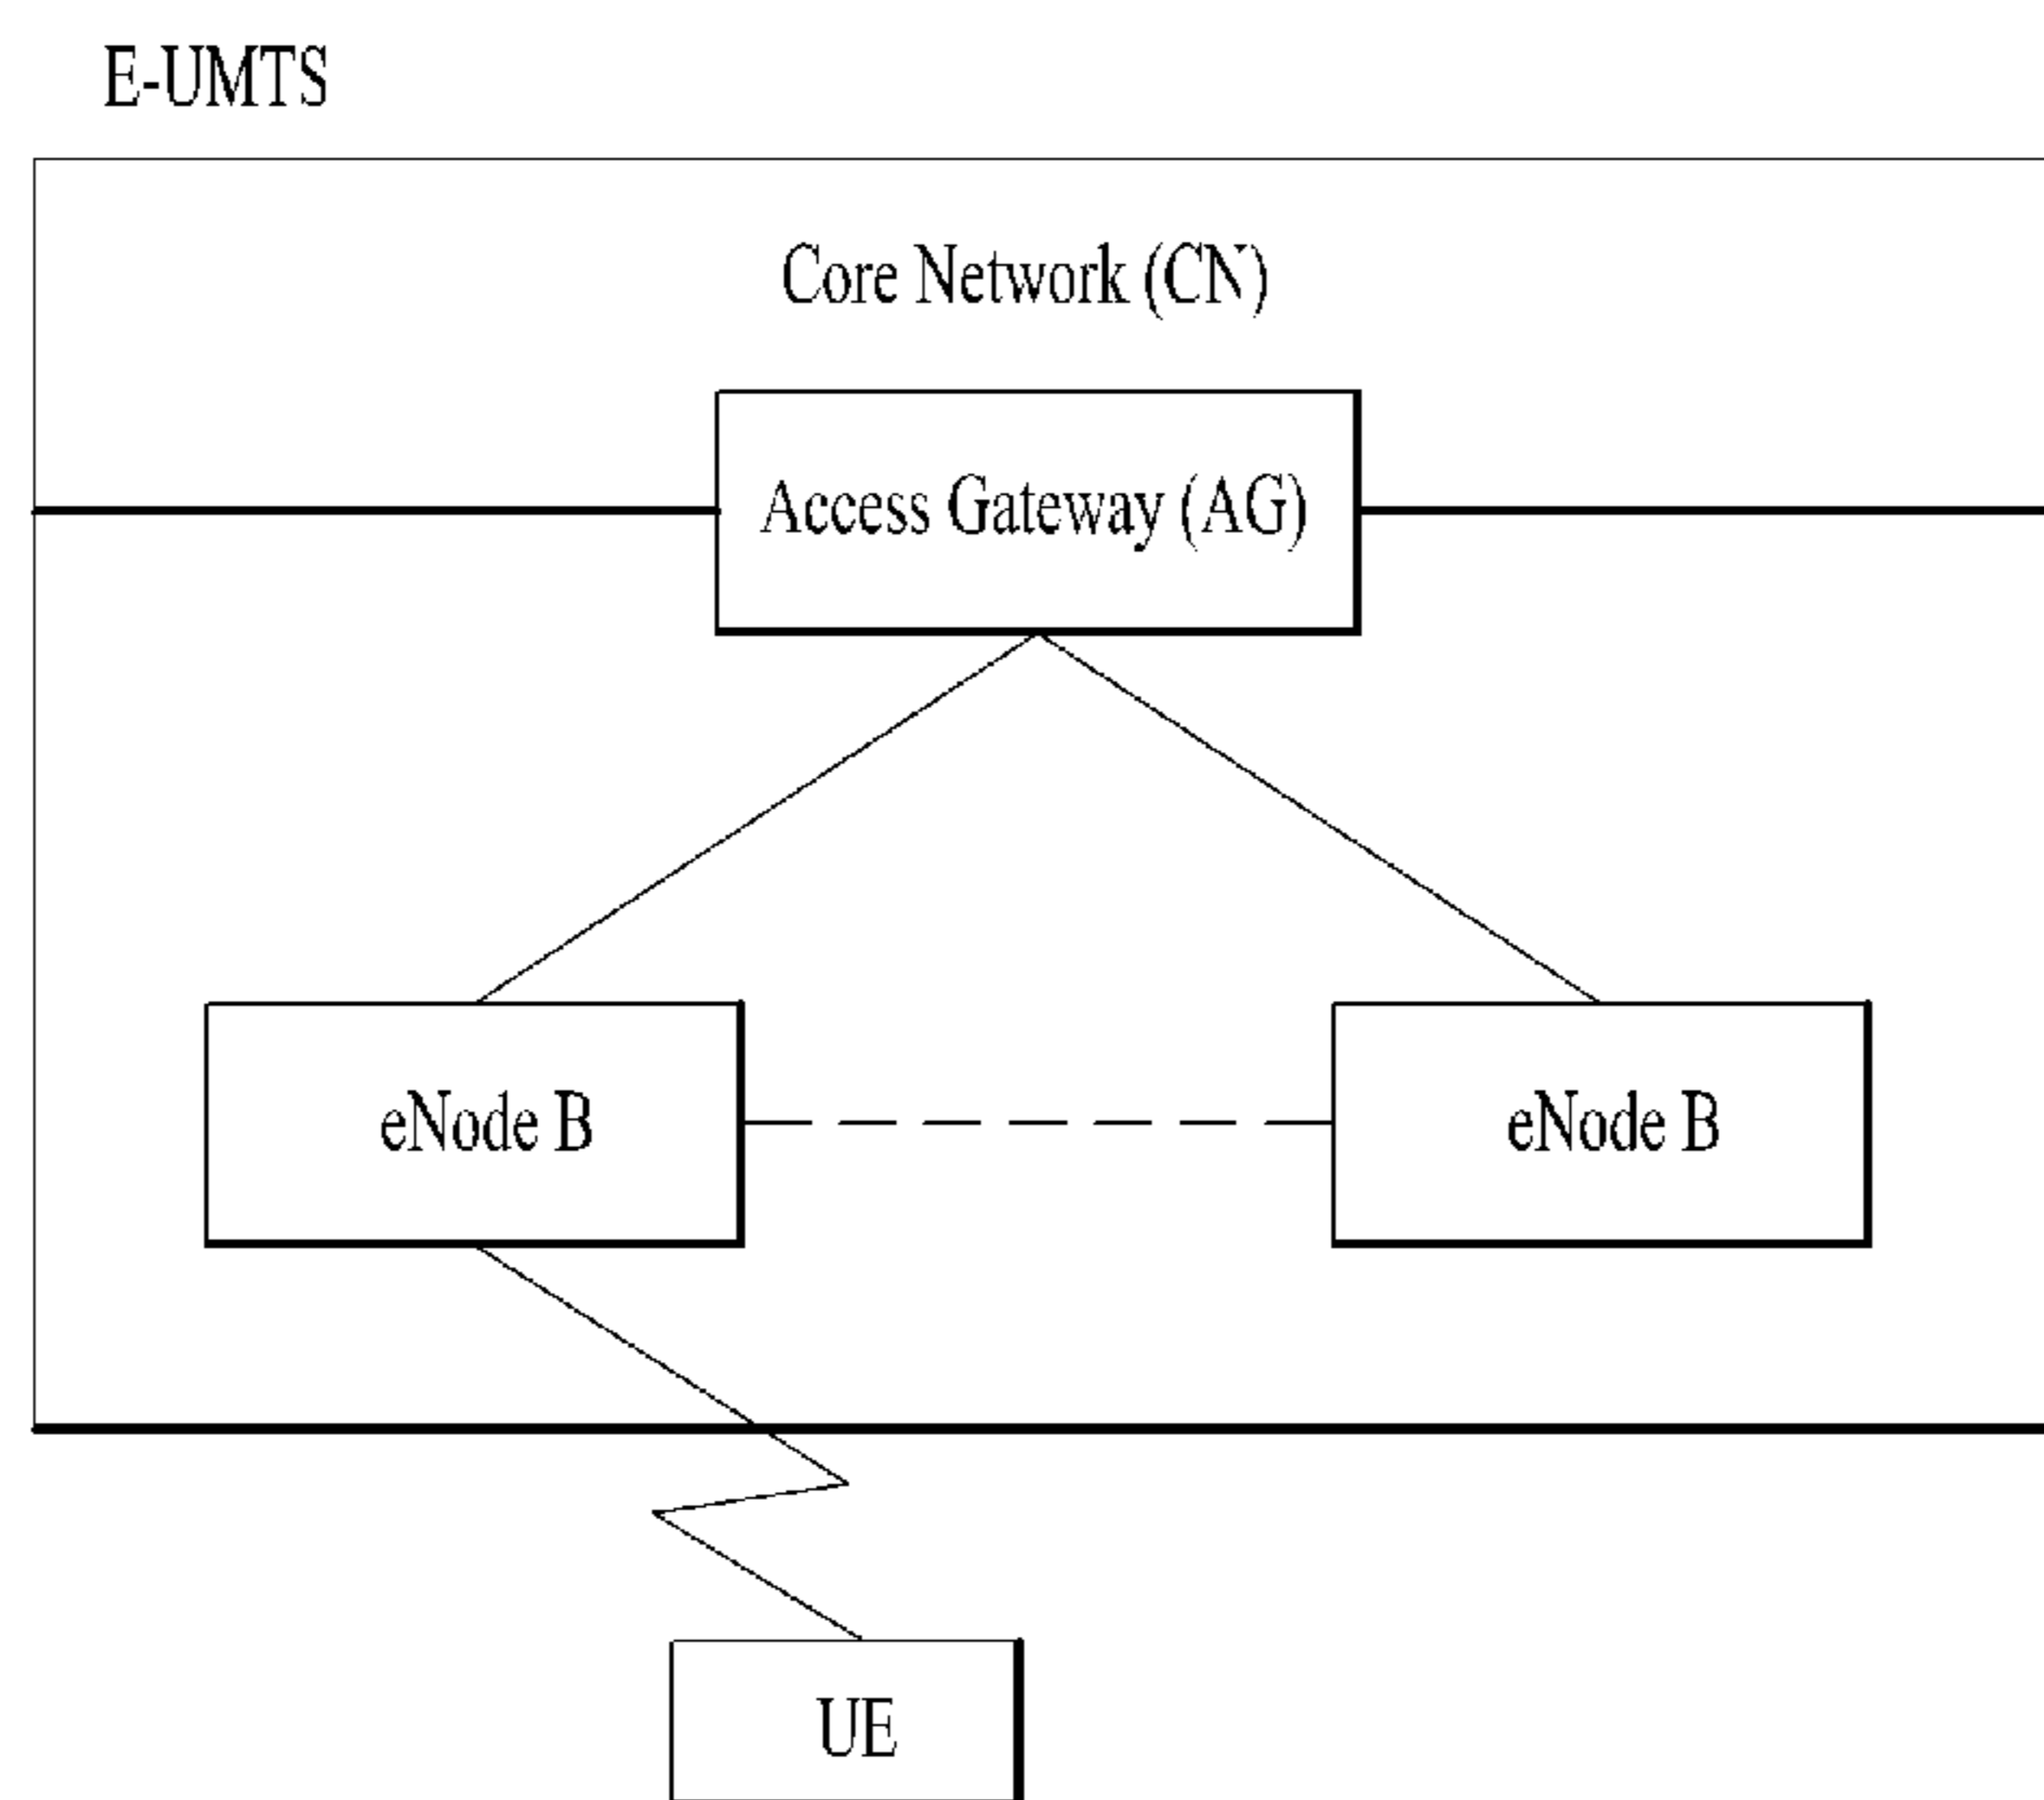 E-UMTS
Core Network (CN)
Access Gateway (AG)
eNode B
eNode B
UE